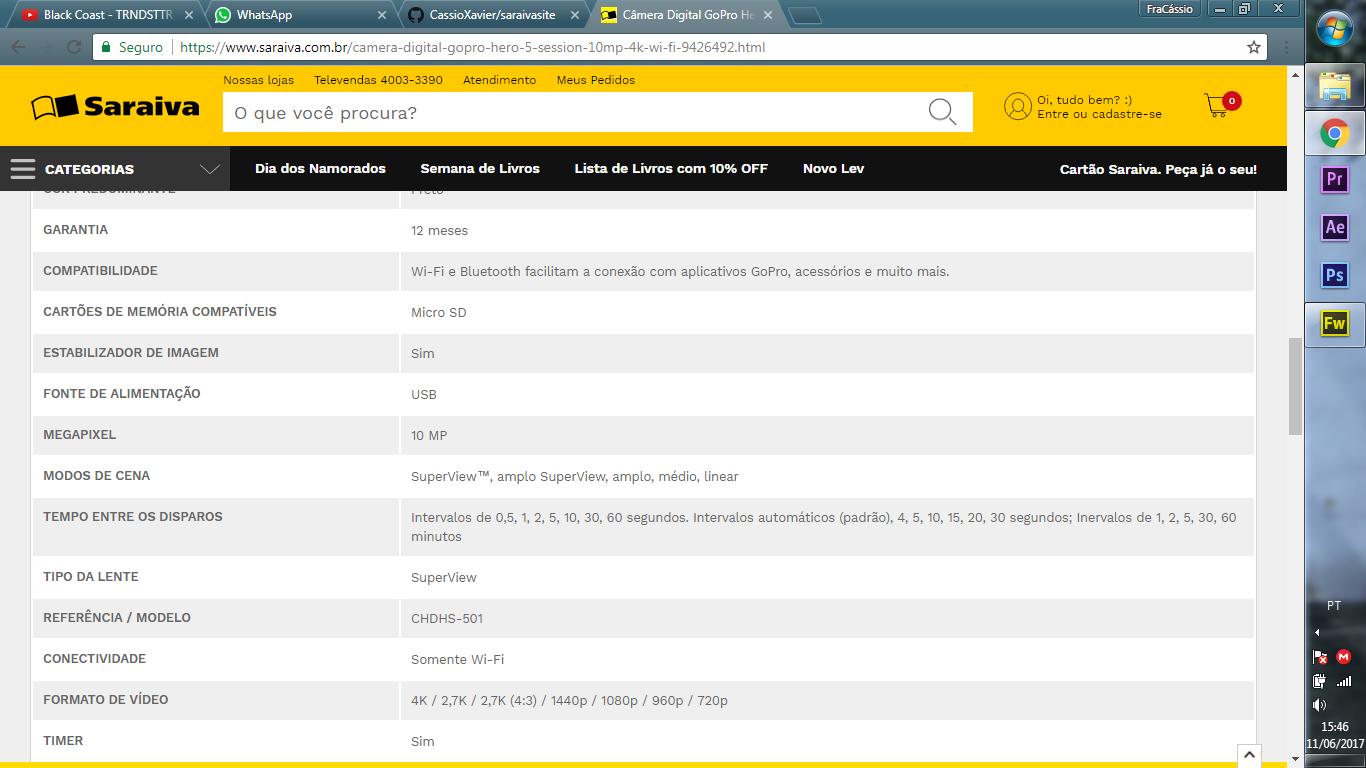 Black Coast - TRNDSTTR
WhatsApp
CassioXavier/saraivasite
Câmera Digital GoPro He
FraCássio
Seguro
https://www.saraiva.com.br/camera-digital-gopro-hero-5-session-10mp-4k-wi-fi-9426492.html
Nossas lojas Televendas 4003-3390 Atendimento Meus Pedidos
Saraiva
O que você procura?
Oi, tudo bem? :)
Entre ou cadastre-se
0
CATEGORIAS
Dia dos Namorados Semana de Livros Lista de Livros com 10% OFF Novo Lev
Cartão Saraiva. Peça já o seu!
COR PREDOMINANTE Preto
GARANTIA 12 meses
COMPATIBILIDADE Wi-Fi e Bluetooth facilitam a conexão com aplicativos GoPro, acessórios e muito mais.
CARTÕES DE MEMÓRIA COMPATÍVEIS Micro SD
ESTABILIZADOR DE IMAGEM Sim
FONTE DE ALIMENTAÇÃO USB
MEGAPIXEL 10 MP
MODOS DE CENA SuperView™, amplo SuperView, amplo, médio, linear
TEMPO ENTRE OS DISPAROS Intervalos de 0,5, 1, 2, 5, 10, 30, 60 segundos. Intervalos automáticos (padrão), 4, 5, 10, 15, 20, 30 segundos; Inervalos de 1, 2, 5, 30, 60
minutos
TIPO DA LENTE SuperView
REFERÊNCIA / MODELO CHDHS-501
CONECTIVIDADE Somente Wi-Fi
FORMATO DE VÍDEO 4K / 2,7K / 2,7K (4:3) / 1440p / 1080p / 960p / 720p
TIMER Sim
Pr
Ae
Ps
Fw
PT
M
15:46
11/06/2017